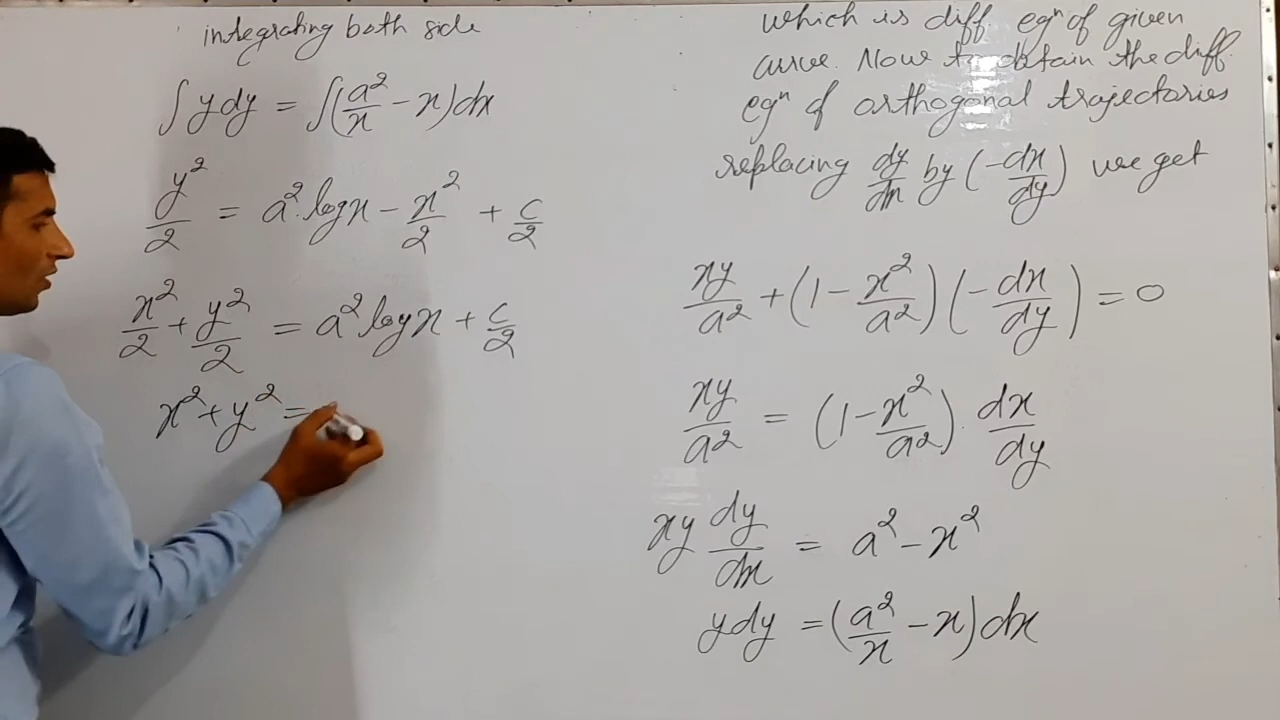 integrating both side
∫ y dy = ∫(a²/x - x)dx
y²/2 = a².log x - x²/2 + c/2
x²/2 + y²/2 = a² log x + c/2
x² + y² =
which is diff. eqⁿ of given
curve. Now to obtain the diff.
eqⁿ of orthogonal trajectories
replacing dy/dx by (-dx/dy) we get
xy/a² + (1 - x²/a²)(-dx/dy) = 0
xy/a² = (1 - x²/a²) . dx/dy
xy dy/dx = a² - x²
y dy = (a²/x - x)dx